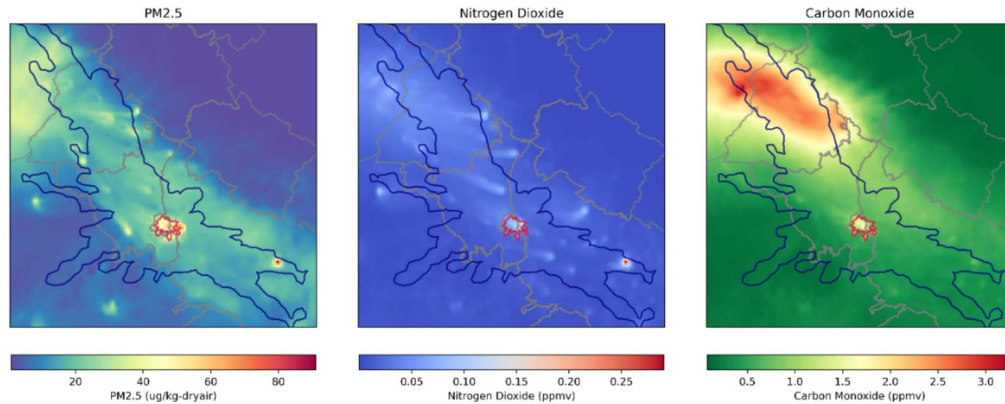 PM2.5
Nitrogen Dioxide
Carbon Monoxide
20 40 60 80
PM2.5 (ug/kg-dryair)
0.05 0.10 0.15 0.20 0.25
Nitrogen Dioxide (ppmv)
0.5 1.0 1.5 2.0 2.5 3.0
Carbon Monoxide (ppmv)